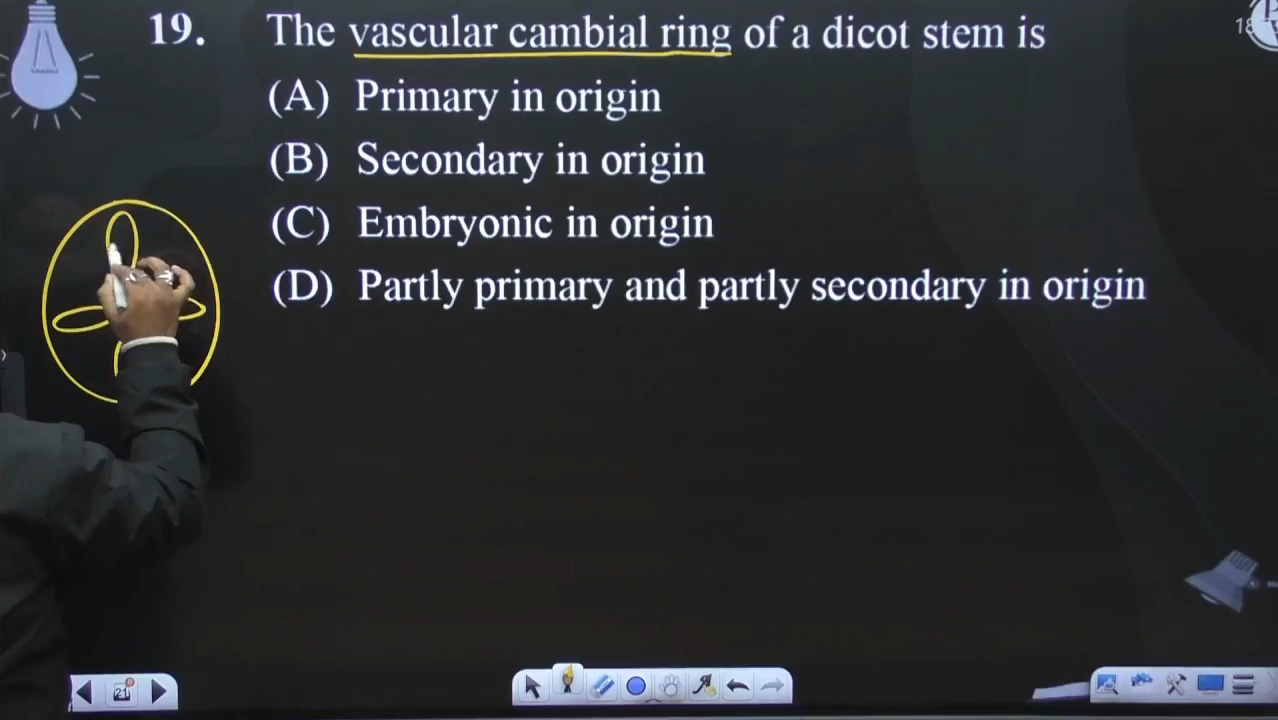 19. The vascular cambial ring of a dicot stem is
(A) Primary in origin
(B) Secondary in origin
(C) Embryonic in origin
(D) Partly primary and partly secondary in origin
21